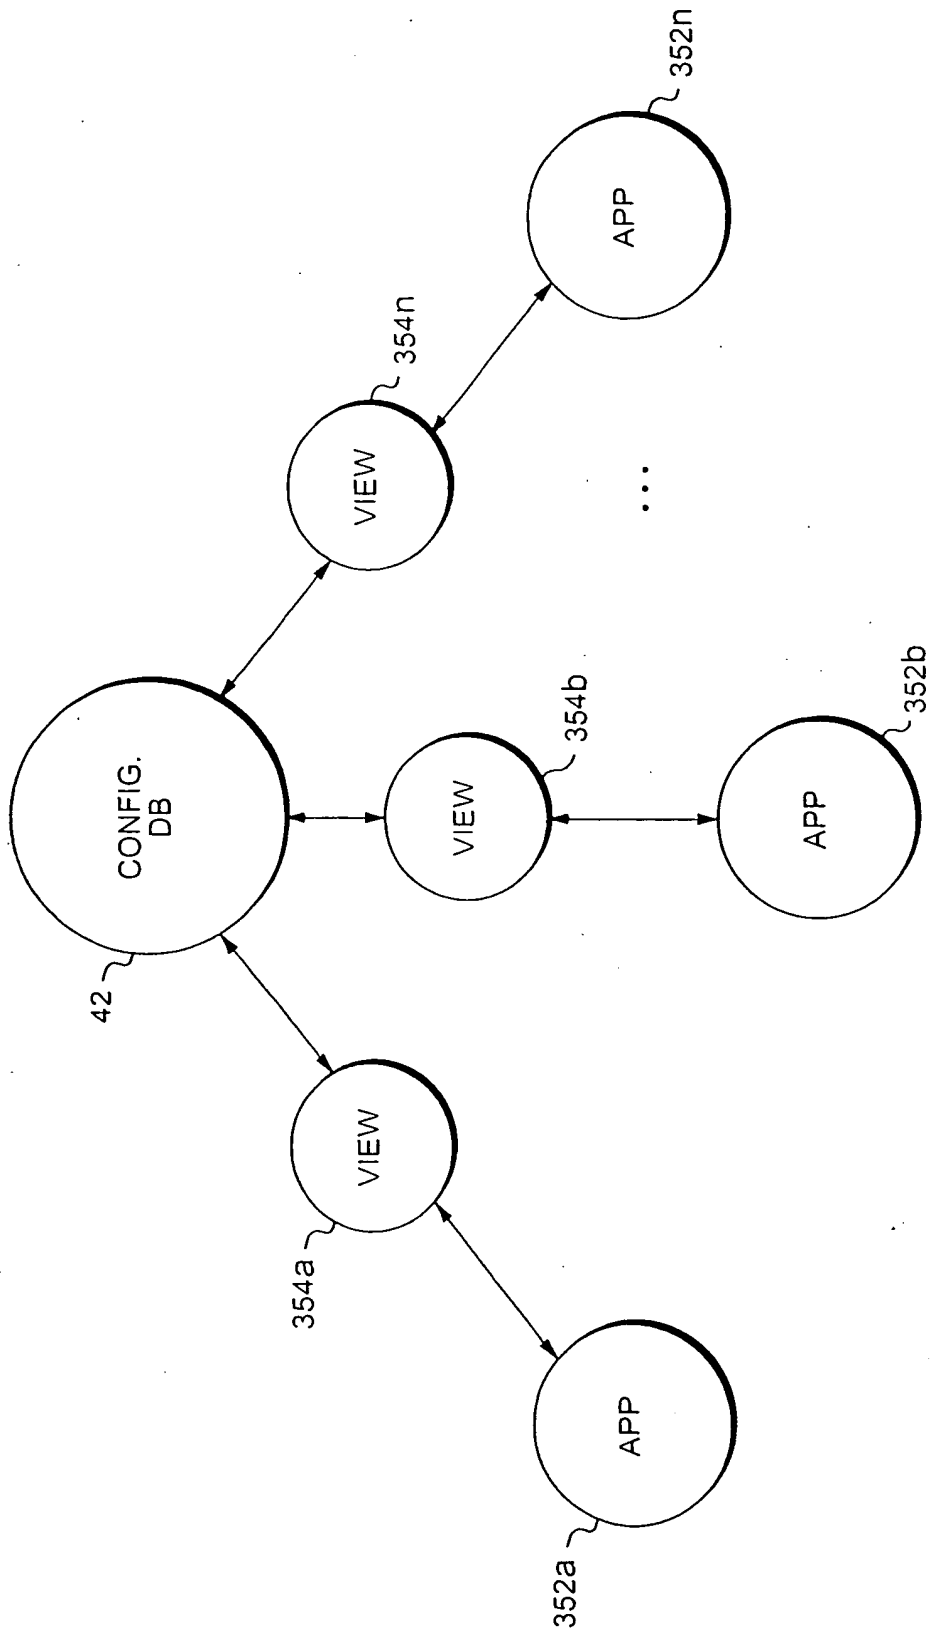 CONFIG.
DB
42
VIEW
354a
VIEW
354b
VIEW
354n
...
APP
352a
APP
352b
APP
352n